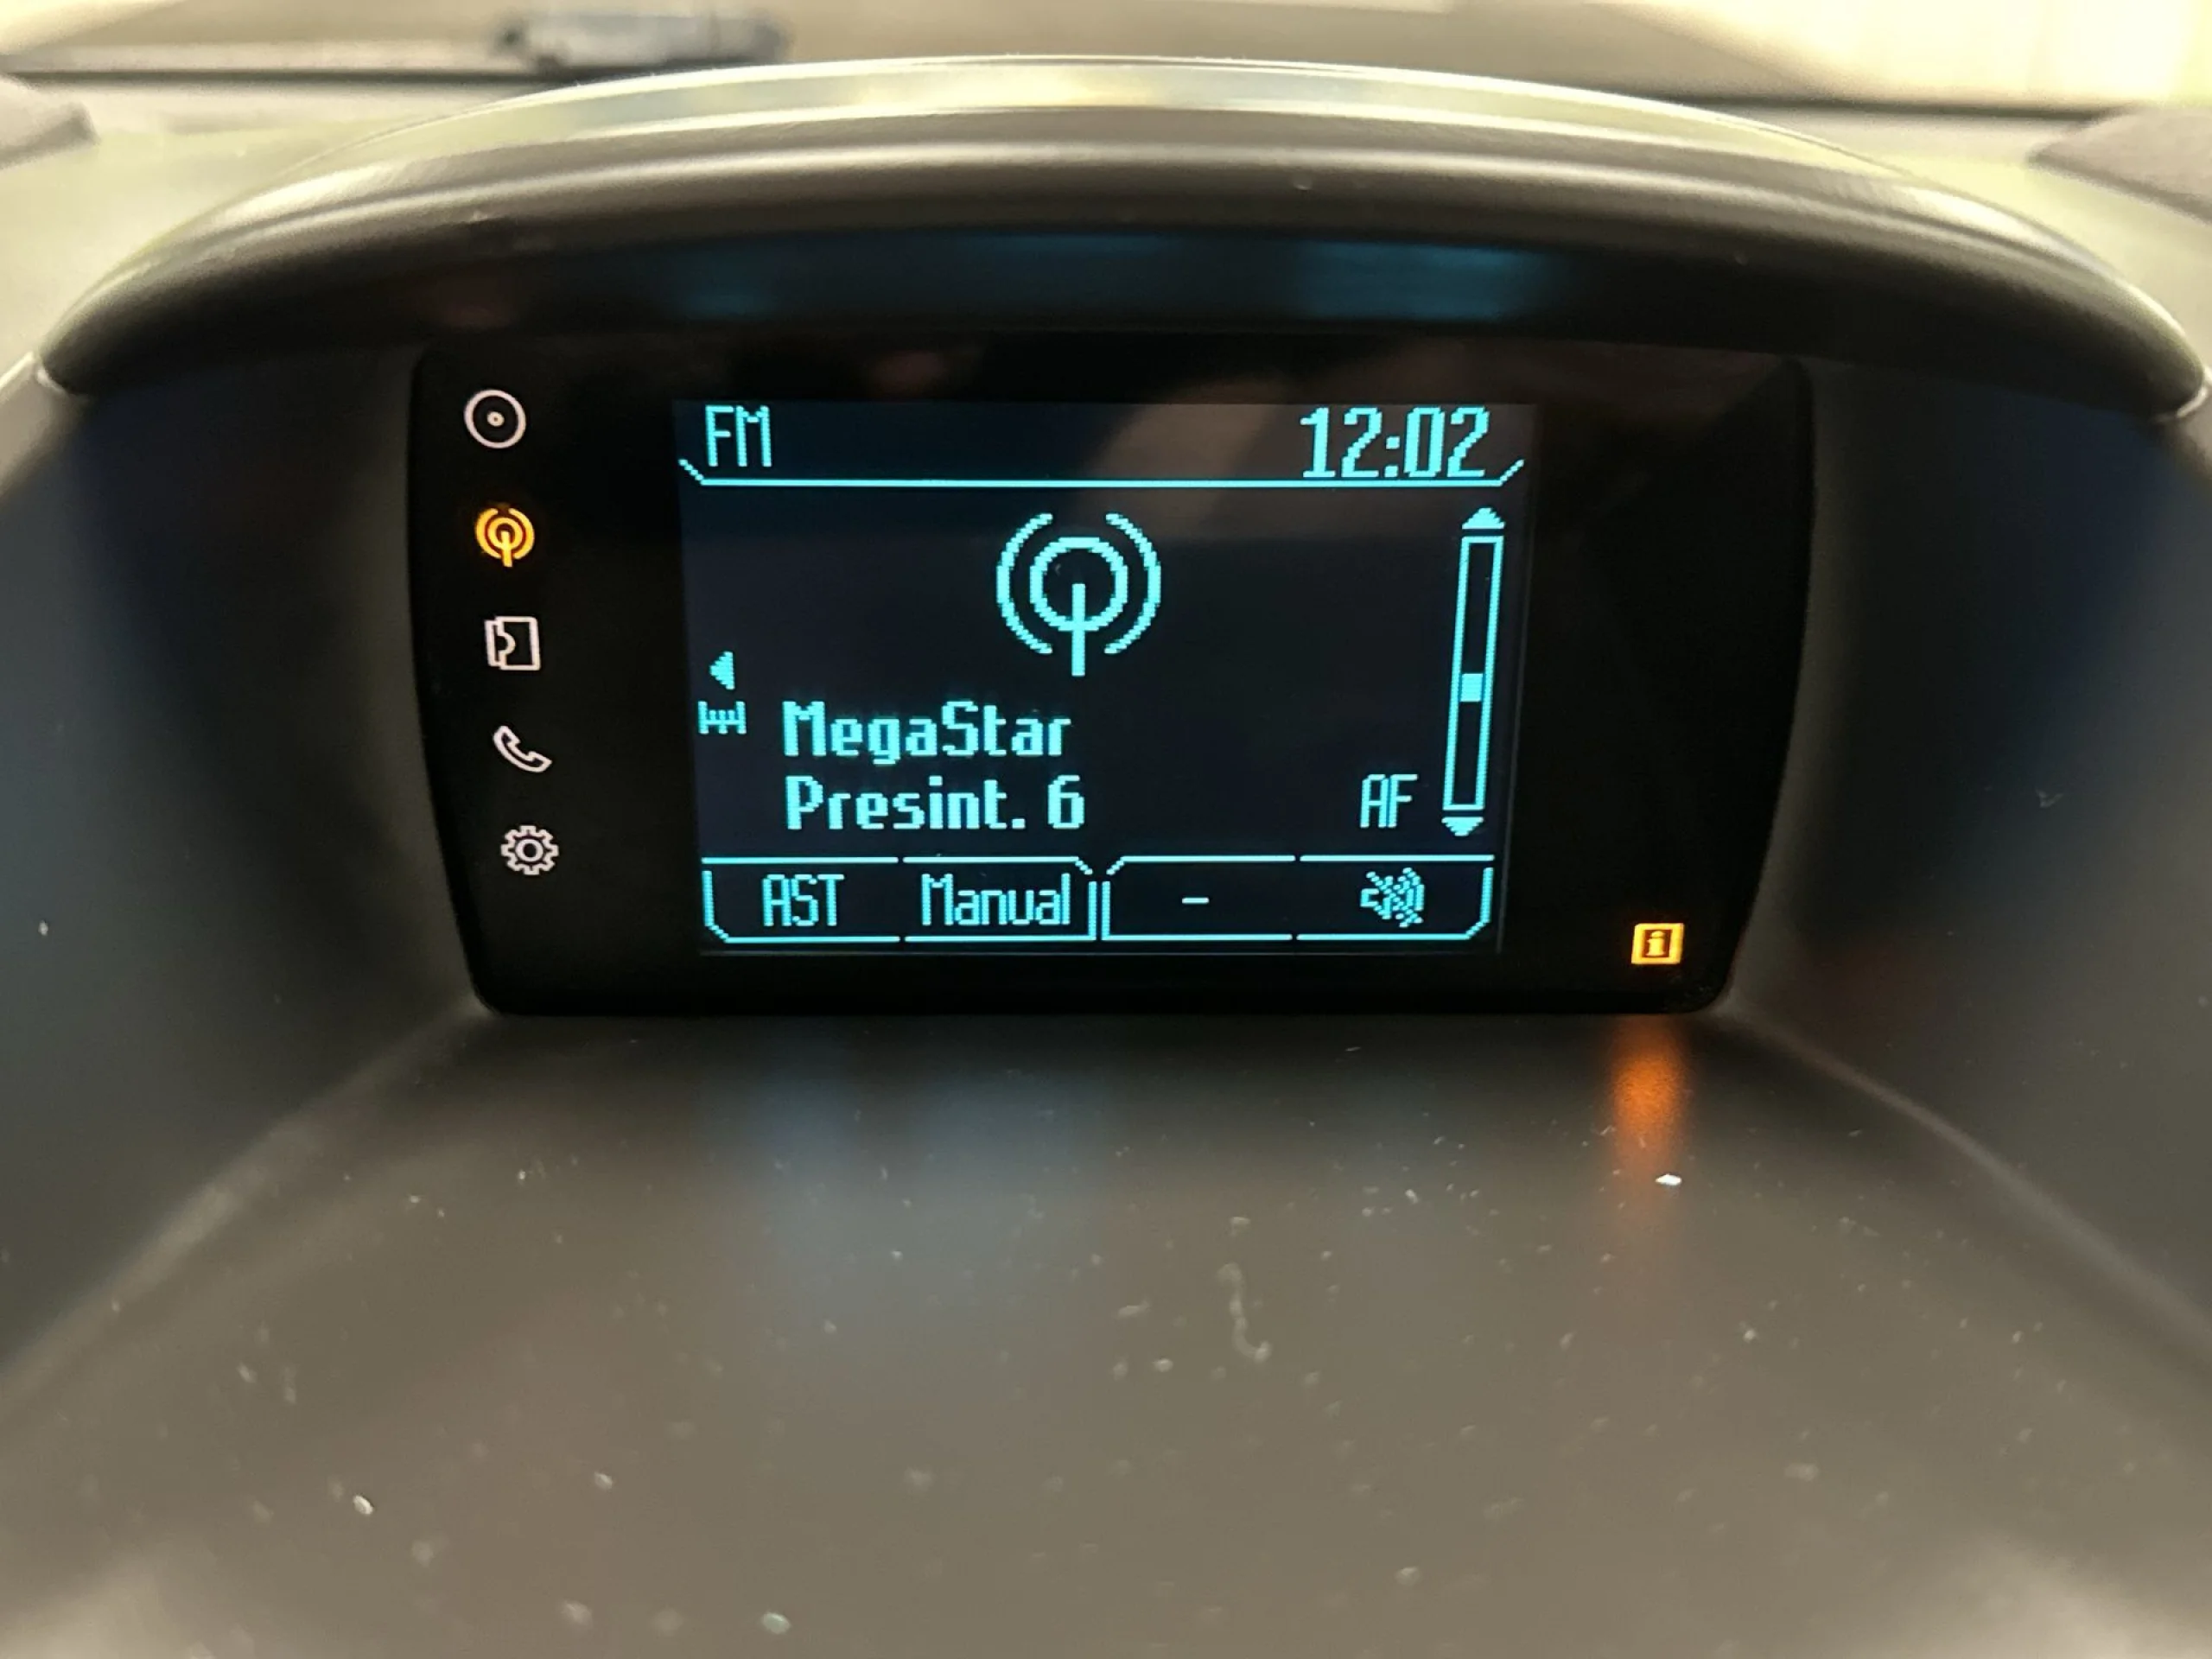 FM 12:02
MegaStar
Presint. 6 AF
AST Manual -
i